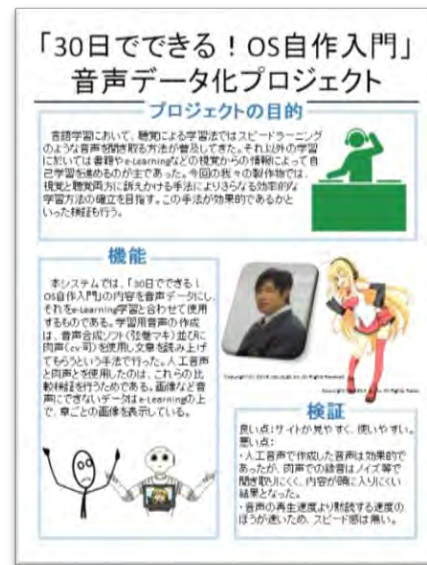 「30日でできる！OS自作入門」
音声データ化プロジェクト
プロジェクトの目的
言語学習において、聴覚による学習法ではスピードラーニング
のような音声を聞き取る方法が普及してきた。それ以外の学習
においては書籍やe-Learningなどの視覚からの情報によって自
己学習を進めるのが主であった。今回の我々の製作物では、
視覚と聴覚両方に訴えかける手法によりさらなる効率的な
学習方法の確立を目指す。この手法が効果的であるかと
いった検証も行う。
機能
本システムでは、「30日でできる！
OS自作入門」の内容を音声データにし、
それをe-Learning学習と合わせて使用
するものである。学習用音声の作成
は、音声合成ソフト(弦巻マキ)並びに
肉声(cv:可)を使用し文章を読み上げ
てもらうという手法で行った。人工音声
と肉声とを使用したのは、これらの比
較検証を行うためである。画像など音
声にできないデータはe-Learningの上
で、章ごとの画像を表示している。
検証
良い点:サイトが見やすく、使いやすい。
悪い点:
・人工音声で作成した音声は効果的で
あったが、肉声での録音はノイズ等で
聞き取りにくく、内容が頭に入りにくい
結果となった。
・音声の再生速度より黙読する速度の
ほうが速いため、スピード感は無い。